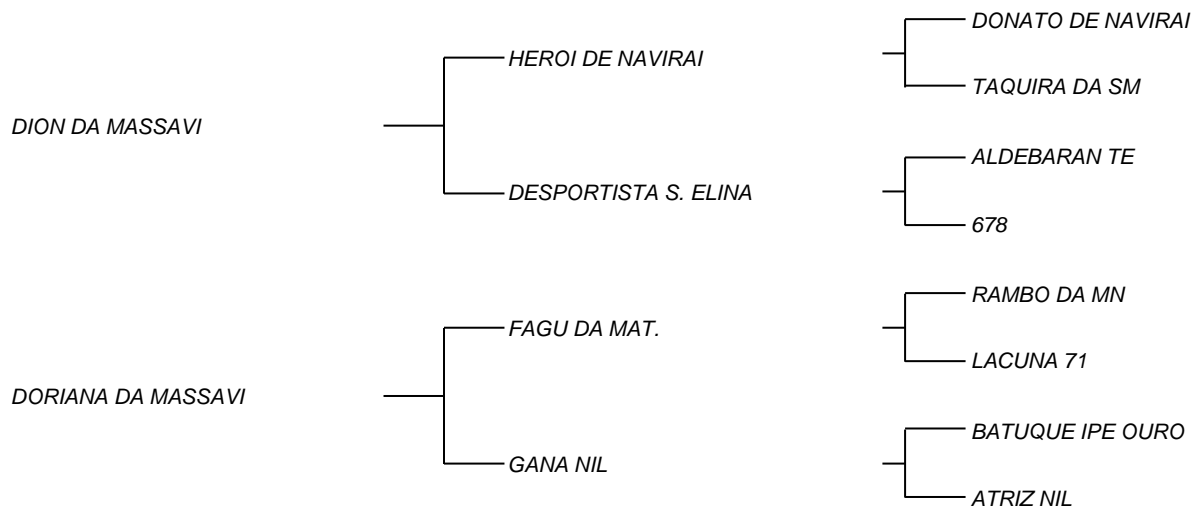 DONATO DE NAVIRAI
HEROI DE NAVIRAI
TAQUIRA DA SM
DION DA MASSAVI
ALDEBARAN TE
DESPORTISTA S. ELINA
678
RAMBO DA MN
FAGU DA MAT.
LACUNA 71
DORIANA DA MASSAVI
BATUQUE IPE OURO
GANA NIL
ATRIZ NIL